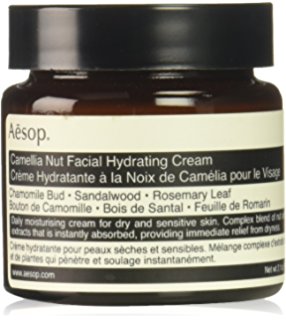 Aēsop.
Camellia Nut Facial Hydrating Cream
Crème Hydratante à la Noix de Camélia pour le Visage
Chamomile Bud · Sandalwood · Rosemary Leaf
Bouton de Camomille · Bois de Santal · Feuille de Romarin
Daily moisturising cream for dry and sensitive skin. Complex blend of nut
extracts that is instantly absorbed, providing immediate relief from dryness.
Crème hydratante pour peaux sèches et sensibles. Mélange complexe
et de plantes qui pénètre et soulage instantanément.
www.aesop.com